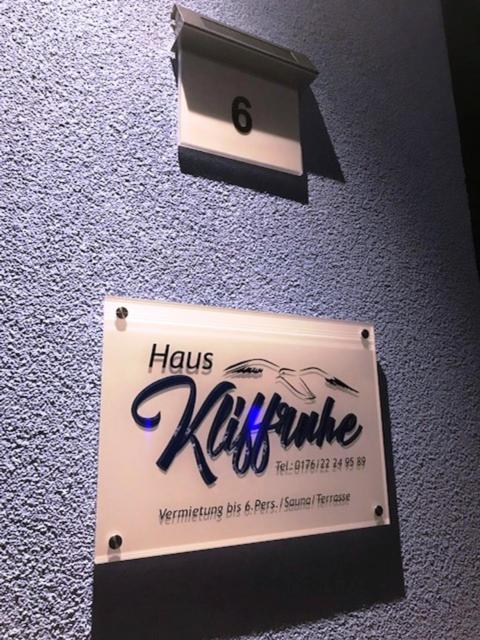 6
Haus
Kliffruhe
Tel.: 0176/22 24 95 89
Vermietung bis 6.Pers./Sauna/Terrasse